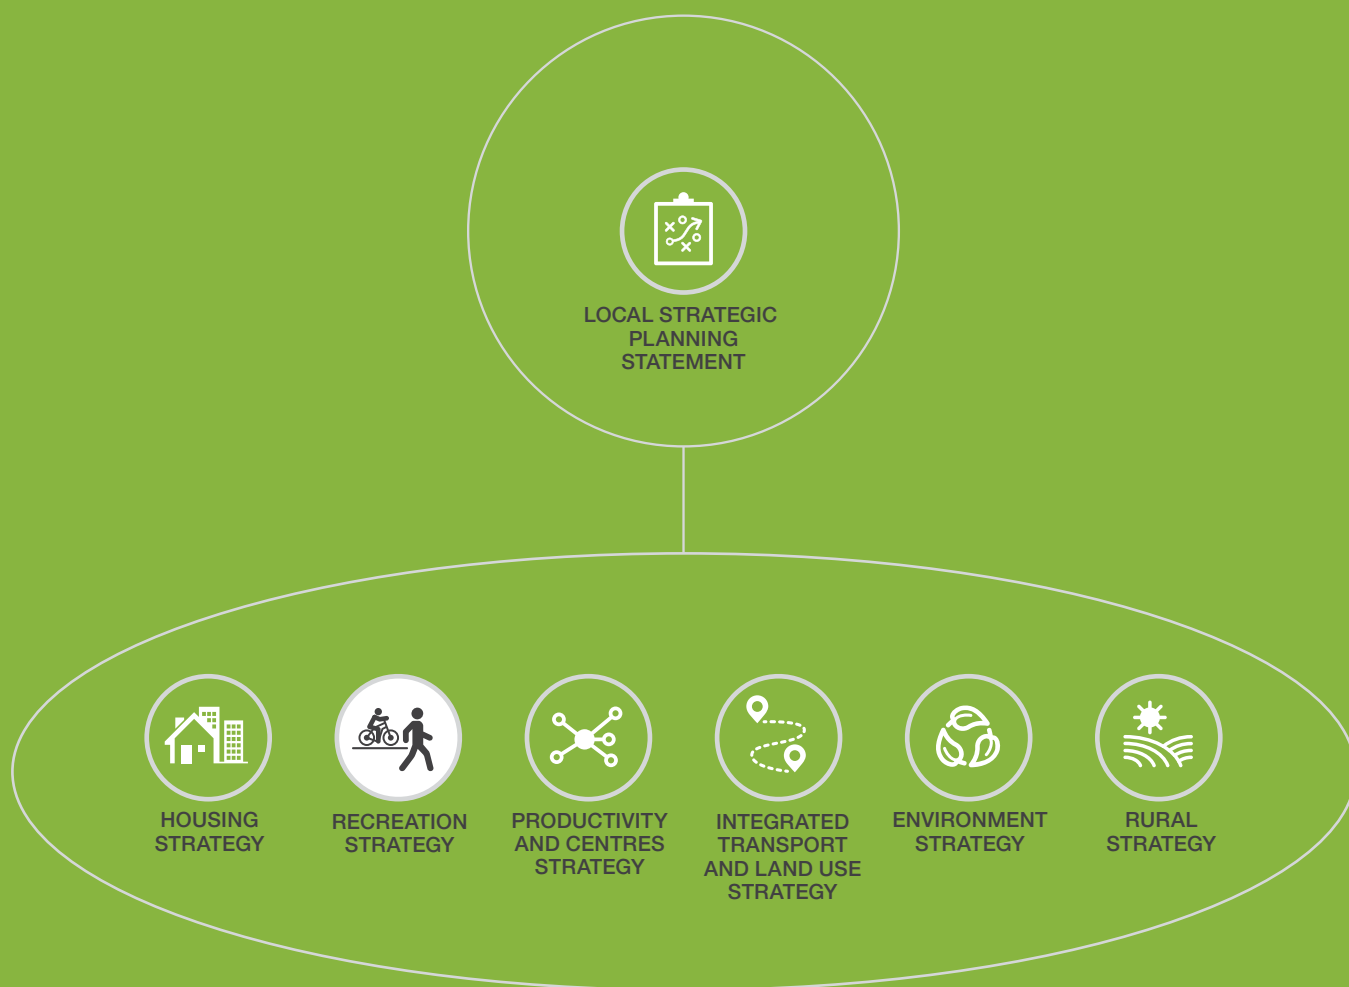 LOCAL STRATEGIC
PLANNING
STATEMENT
HOUSING
STRATEGY
RECREATION
STRATEGY
PRODUCTIVITY
AND CENTRES
STRATEGY
INTEGRATED
TRANSPORT
AND LAND USE
STRATEGY
ENVIRONMENT
STRATEGY
RURAL
STRATEGY